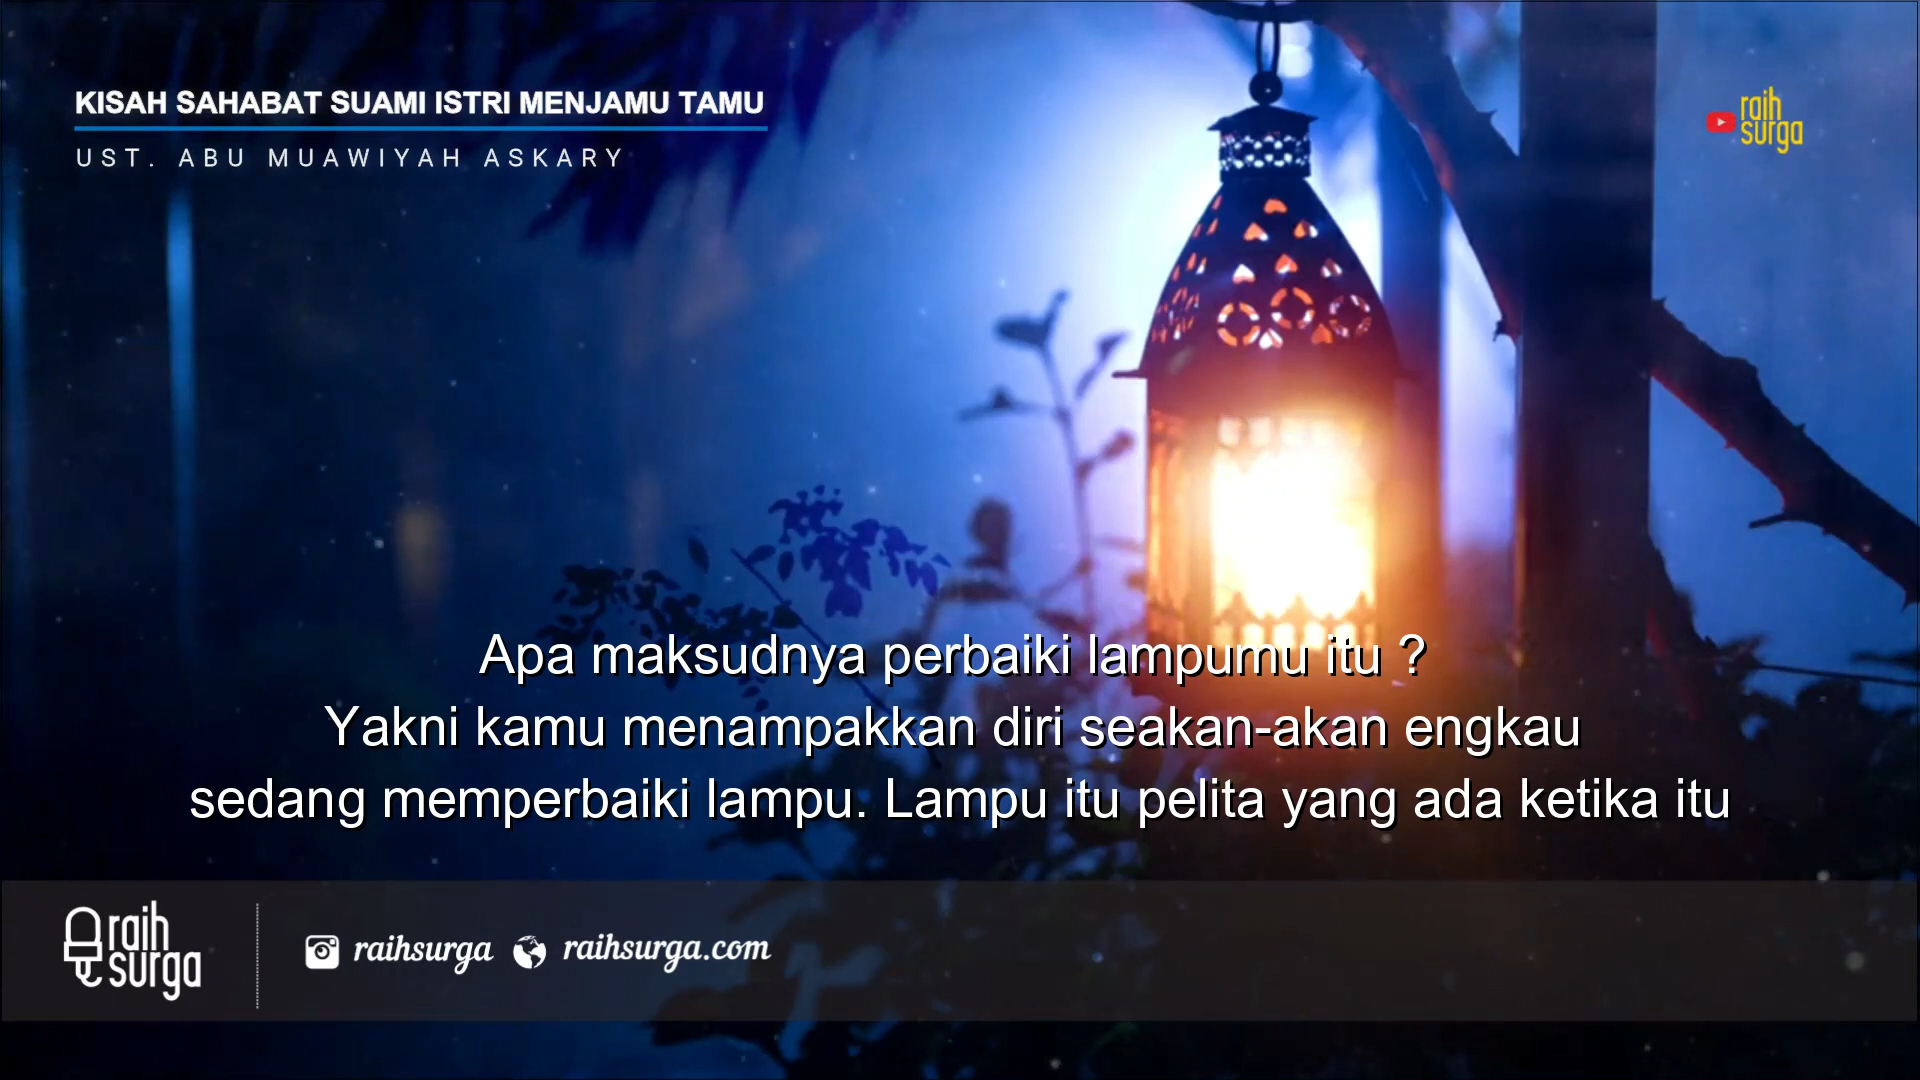 KISAH SAHABAT SUAMI ISTRI MENJAMU TAMU
UST. ABU MUAWIYAH ASKARY
raih
surga
Apa maksudnya perbaiki lampumu itu ?
Yakni kamu menampakkan diri seakan-akan engkau
sedang memperbaiki lampu. Lampu itu pelita yang ada ketika itu
raih
surga
raihsurga
raihsurga.com